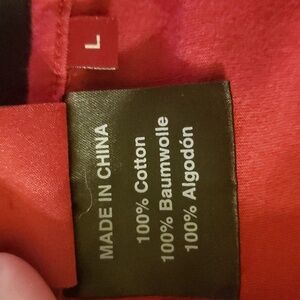 L
MADE IN CHINA
100% Cotton
100% Baumwolle
100% Algodón